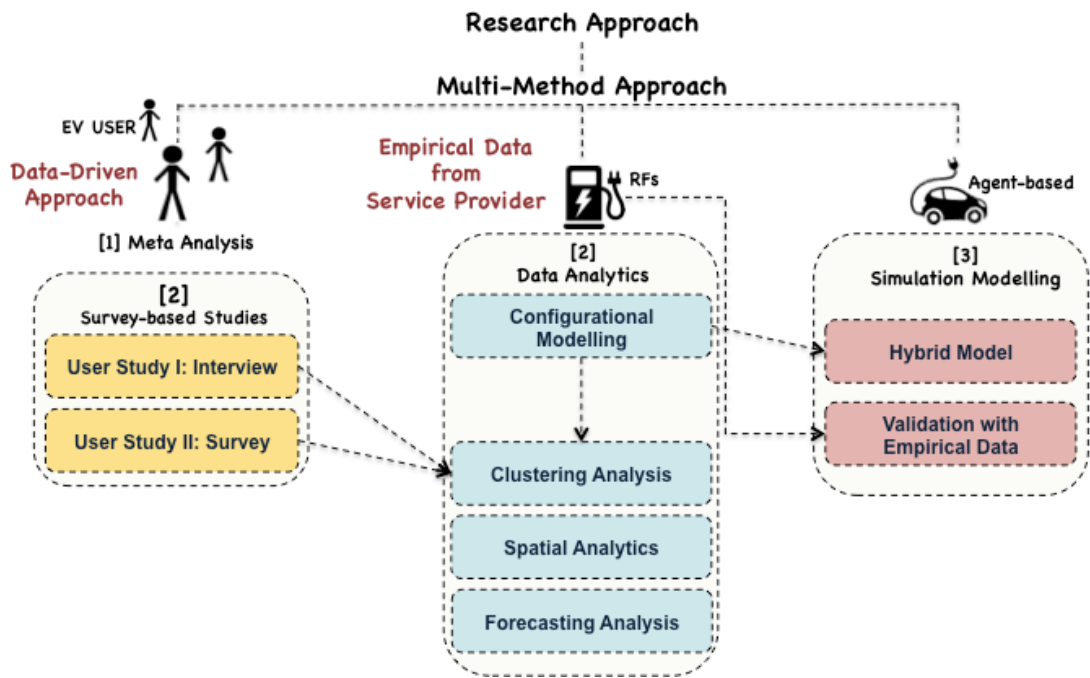 Research Approach
Multi-Method Approach
EV USER
Data-Driven
Approach
[1] Meta Analysis
[2]
Survey-based Studies
User Study I: Interview
User Study II: Survey
Empirical Data
from
Service Provider
RFs
[2]
Data Analytics
Configurational
Modelling
Clustering Analysis
Spatial Analytics
Forecasting Analysis
Agent-based
[3]
Simulation Modelling
Hybrid Model
Validation with
Empirical Data